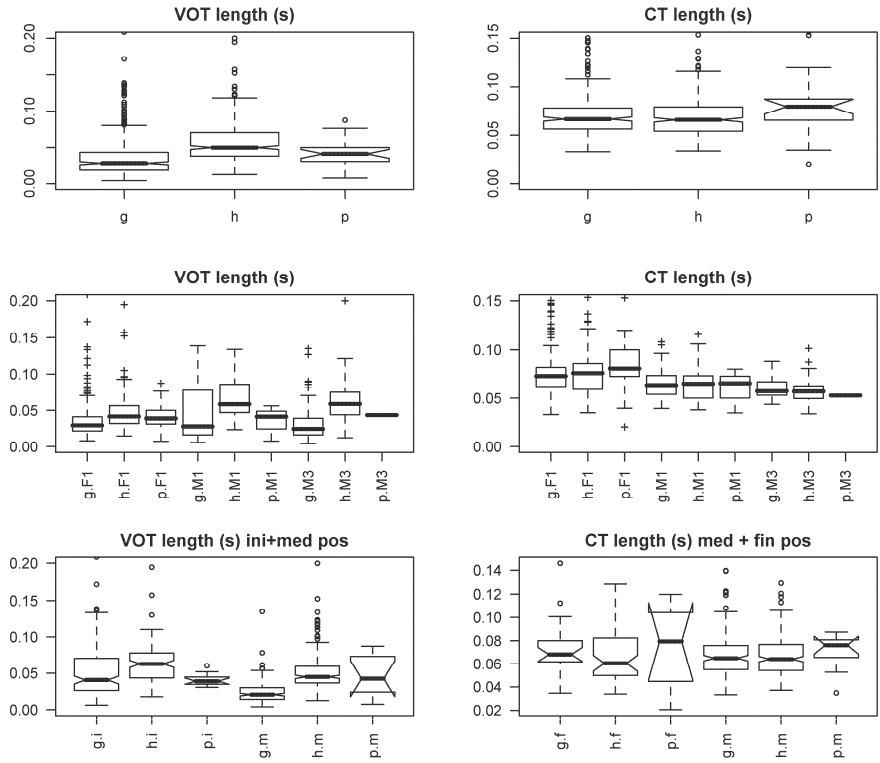 VOT length (s)
0.20
0.10
0.00
g h p
CT length (s)
0.15
0.10
0.05
0.00
g h p
VOT length (s)
0.20
0.15
0.10
0.05
0.00
g.F1 h.F1 p.F1 g.M1 h.M1 p.M1 g.M3 h.M3 p.M3
CT length (s)
0.15
0.10
0.05
0.00
g.F1 h.F1 p.F1 g.M1 h.M1 p.M1 g.M3 h.M3 p.M3
VOT length (s) ini+med pos
0.20
0.15
0.10
0.05
0.00
g.i h.i p.i g.m h.m p.m
CT length (s) med + fin pos
0.14
0.12
0.10
0.08
0.06
0.04
0.02
g.f h.f p.f g.m h.m p.m